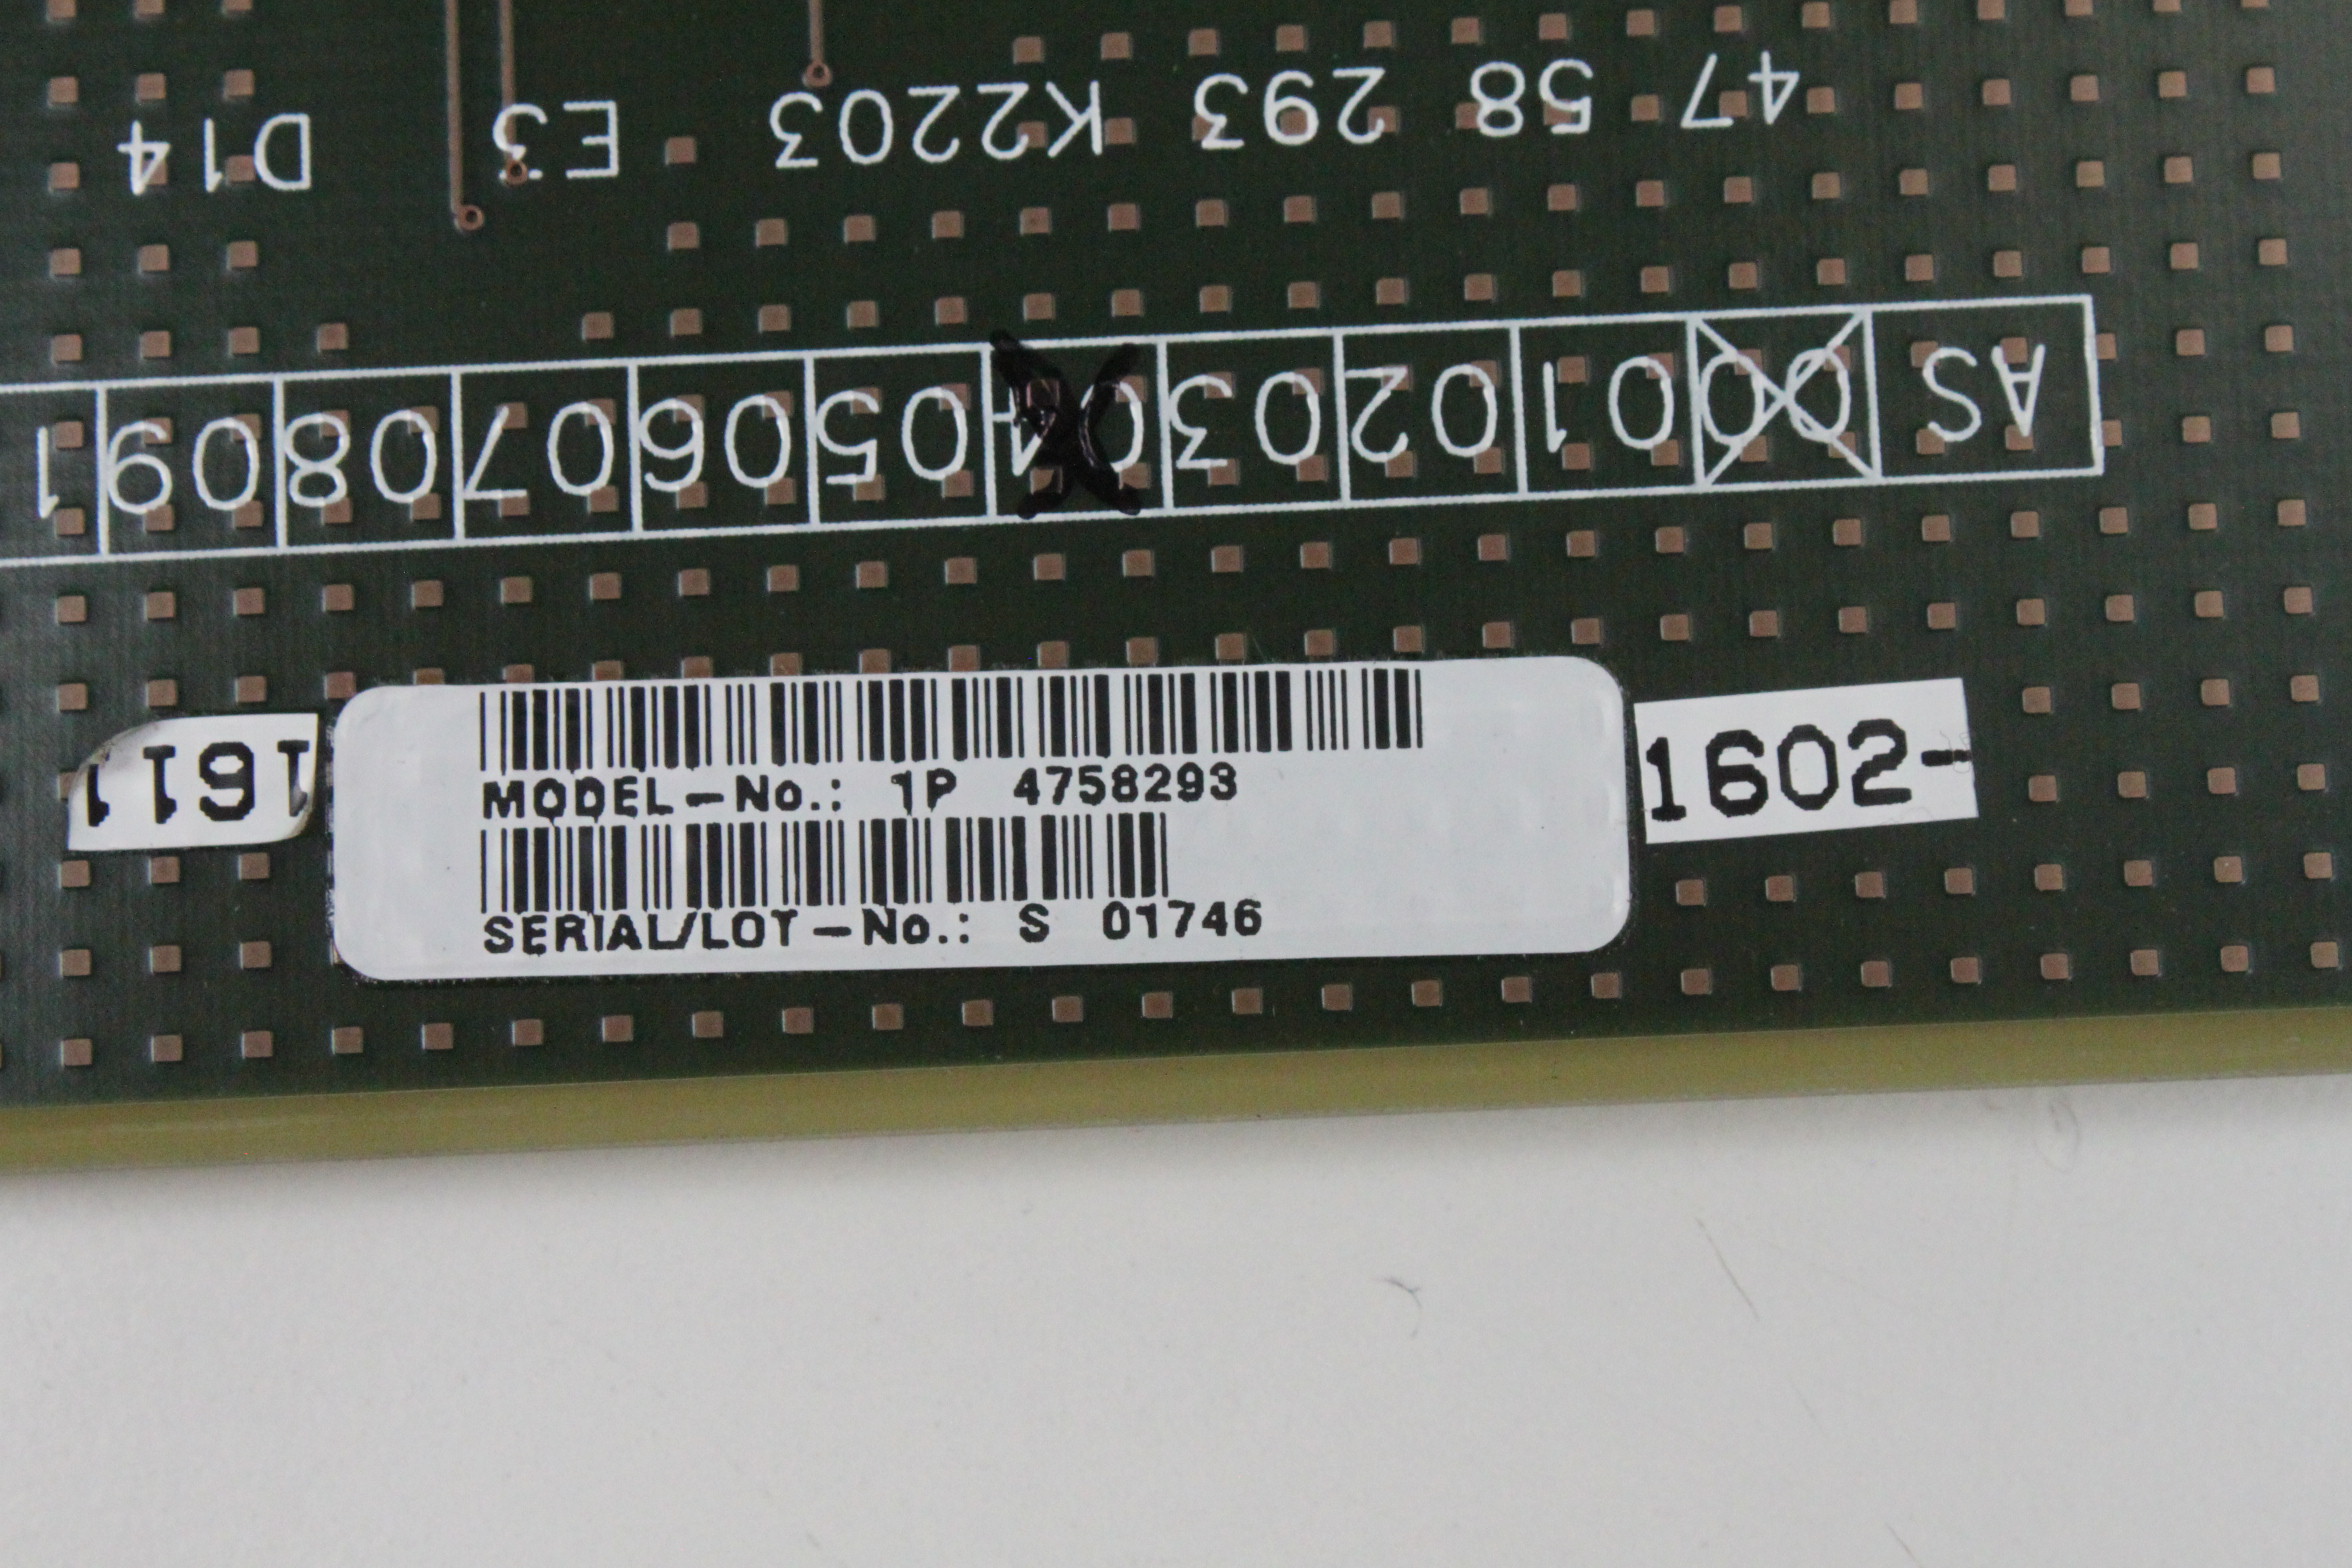 47 58 293 K2203 E3 D14
AS 00 01 02 03 04 05 06 07 08 09 1
MODEL-No.: 1P 4758293
SERIAL/LOT-No.: S 01746
1602-
1611